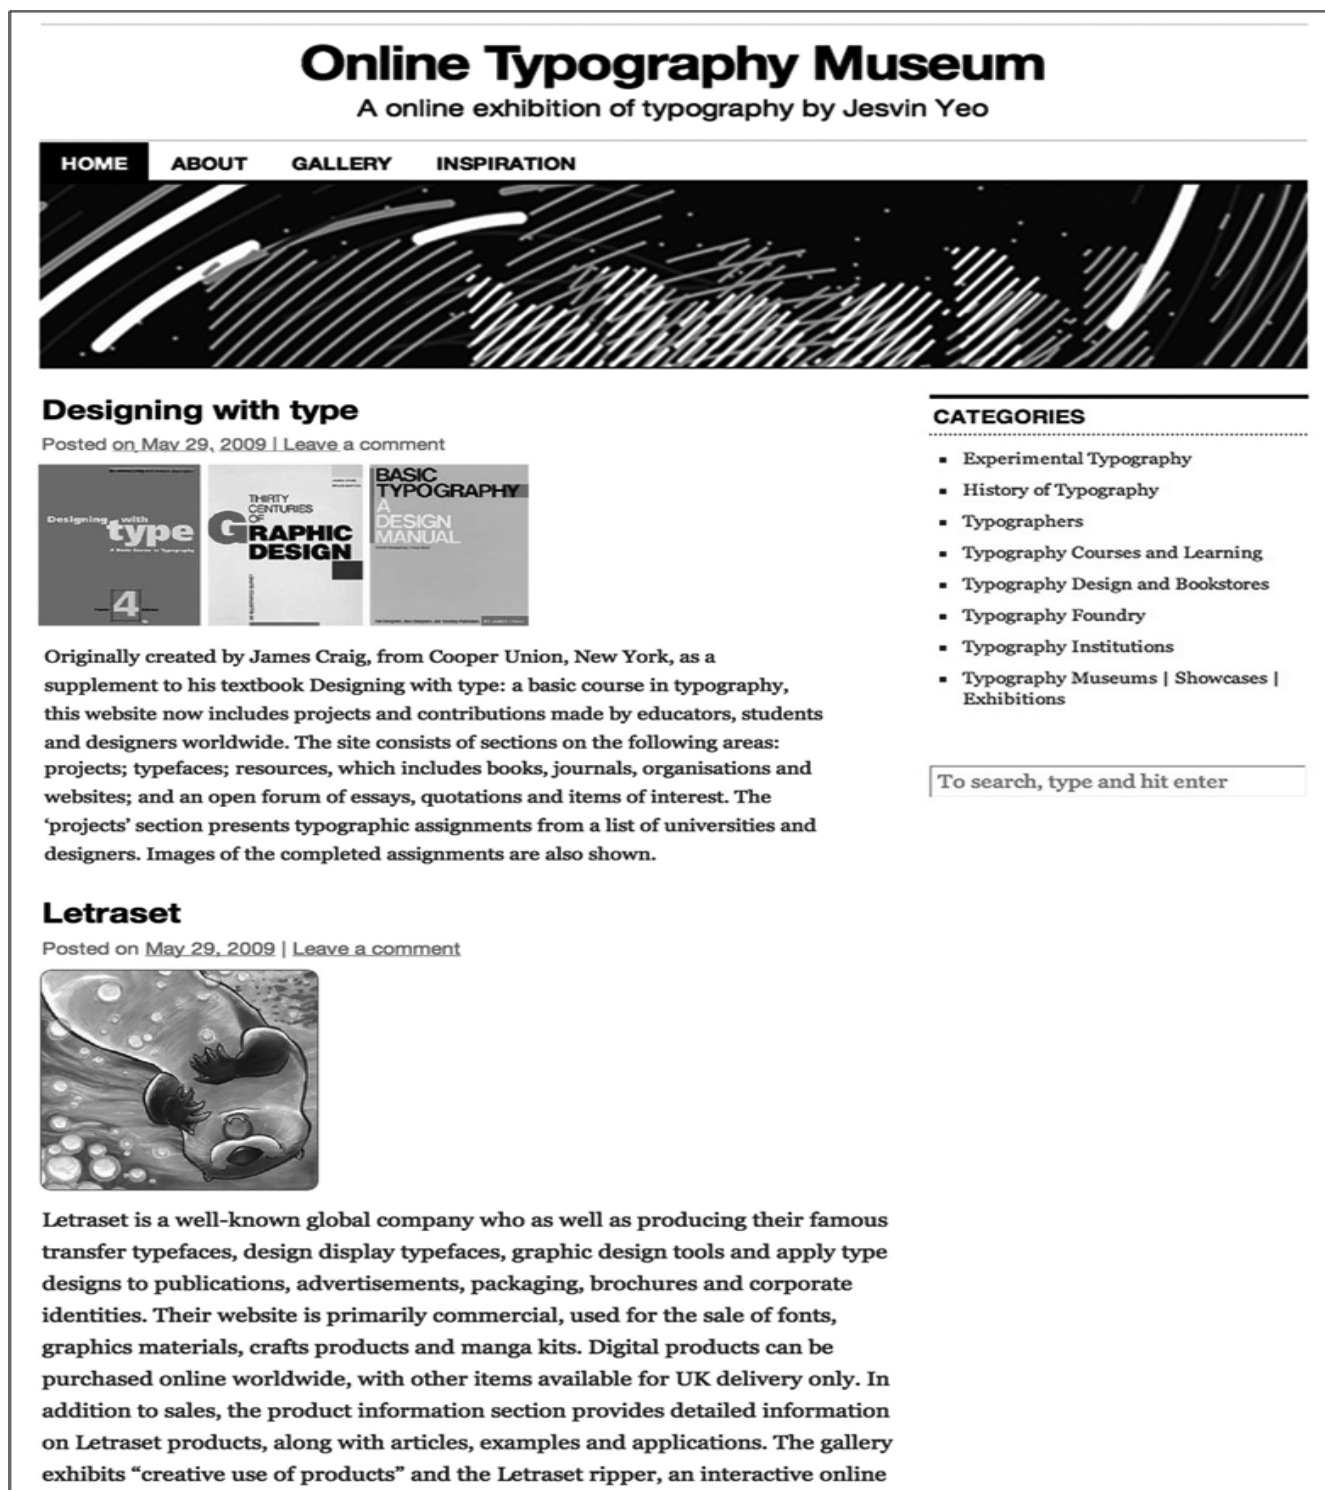 Online Typography Museum
A online exhibition of typography by Jesvin Yeo
HOME ABOUT GALLERY INSPIRATION
Designing with type
Posted on May 29, 2009 | Leave a comment
Designing with
type
A Basic Course in Typography
4
THIRTY
CENTURIES
OF
GRAPHIC
DESIGN
BASIC
TYPOGRAPHY
A
DESIGN
MANUAL
Originally created by James Craig, from Cooper Union, New York, as a
supplement to his textbook Designing with type: a basic course in typography,
this website now includes projects and contributions made by educators, students
and designers worldwide. The site consists of sections on the following areas:
projects; typefaces; resources, which includes books, journals, organisations and
websites; and an open forum of essays, quotations and items of interest. The
‘projects’ section presents typographic assignments from a list of universities and
designers. Images of the completed assignments are also shown.
Letraset
Posted on May 29, 2009 | Leave a comment
Letraset is a well-known global company who as well as producing their famous
transfer typefaces, design display typefaces, graphic design tools and apply type
designs to publications, advertisements, packaging, brochures and corporate
identities. Their website is primarily commercial, used for the sale of fonts,
graphics materials, crafts products and manga kits. Digital products can be
purchased online worldwide, with other items available for UK delivery only. In
addition to sales, the product information section provides detailed information
on Letraset products, along with articles, examples and applications. The gallery
exhibits “creative use of products” and the Letraset ripper, an interactive online
CATEGORIES
Experimental Typography
History of Typography
Typographers
Typography Courses and Learning
Typography Design and Bookstores
Typography Foundry
Typography Institutions
Typography Museums | Showcases |
Exhibitions
To search, type and hit enter